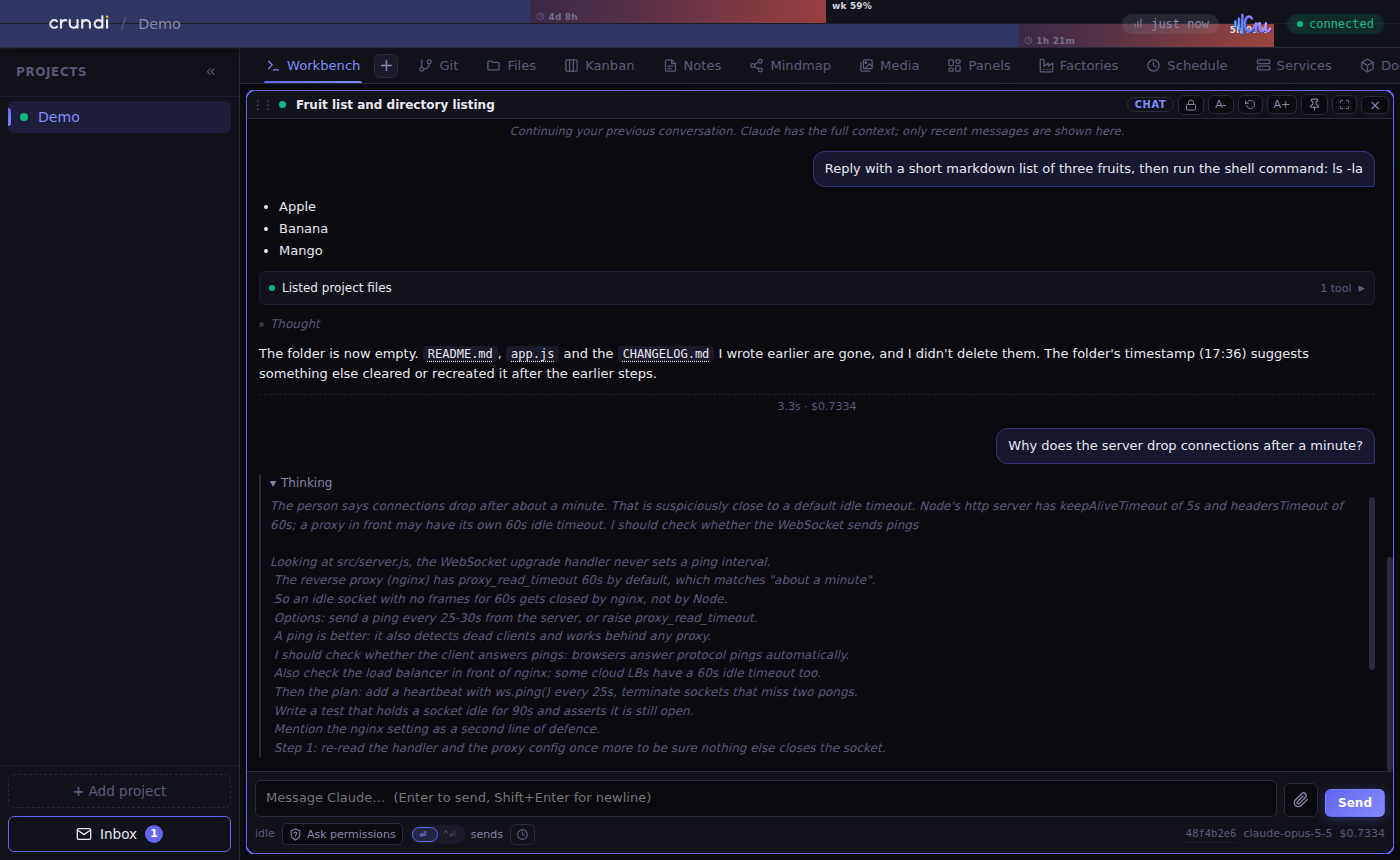 crundi / Demo
4d 8h
wk 59%
1h 21m
just now
connected
PROJECTS «
Demo
+ Add project
Inbox 1
Workbench + Git Files Kanban Notes Mindmap Media Panels Factories Schedule Services Do
Fruit list and directory listing
CHAT A- A+
Continuing your previous conversation. Claude has the full context; only recent messages are shown here.
Reply with a short markdown list of three fruits, then run the shell command: ls -la
• Apple
• Banana
• Mango
Listed project files 1 tool ▸
Thought
The folder is now empty. README.md, app.js and the CHANGELOG.md I wrote earlier are gone, and I didn't delete them. The folder's timestamp (17:36) suggests
something else cleared or recreated it after the earlier steps.
3.3s · $0.7334
Why does the server drop connections after a minute?
▾ Thinking
The person says connections drop after about a minute. That is suspiciously close to a default idle timeout. Node's http server has keepAliveTimeout of 5s and headersTimeout of
60s; a proxy in front may have its own 60s idle timeout. I should check whether the WebSocket sends pings
Looking at src/server.js, the WebSocket upgrade handler never sets a ping interval.
The reverse proxy (nginx) has proxy_read_timeout 60s by default, which matches "about a minute".
So an idle socket with no frames for 60s gets closed by nginx, not by Node.
Options: send a ping every 25-30s from the server, or raise proxy_read_timeout.
A ping is better: it also detects dead clients and works behind any proxy.
I should check whether the client answers pings: browsers answer protocol pings automatically.
Also check the load balancer in front of nginx; some cloud LBs have a 60s idle timeout too.
Then the plan: add a heartbeat with ws.ping() every 25s, terminate sockets that miss two pongs.
Write a test that holds a socket idle for 90s and asserts it is still open.
Mention the nginx setting as a second line of defence.
Step 1: re-read the handler and the proxy config once more to be sure nothing else closes the socket.
Message Claude… (Enter to send, Shift+Enter for newline)
Send
idle Ask permissions sends
48f4b2e6 claude-opus-5-5 $0.7334